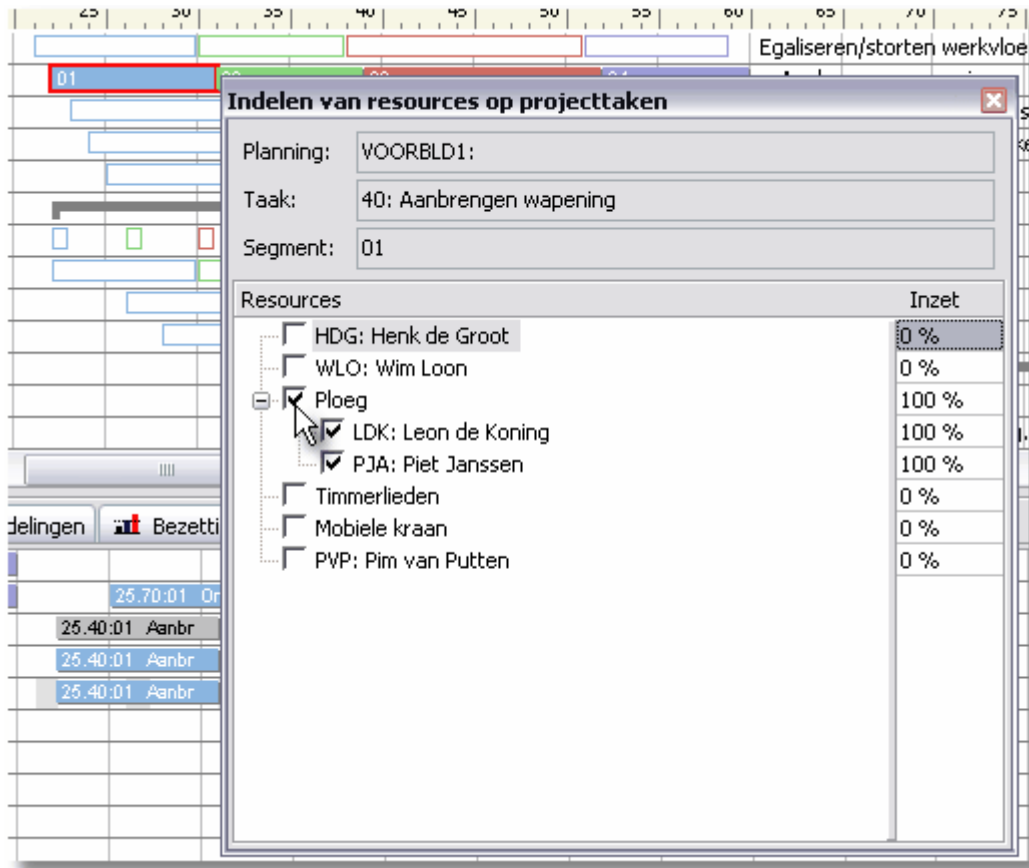 25 30 35 40 45 50 55 60 65 70 75
Egaliseren/storten werkvloe
01
Indelen van resources op projecttaken
Planning: VOORBLD1:
Taak: 40: Aanbrengen wapening
Segment: 01
Resources Inzet
HDG: Henk de Groot 0 %
WLO: Wim Loon 0 %
Ploeg 100 %
LDK: Leon de Koning 100 %
PJA: Piet Janssen 100 %
Timmerlieden 0 %
Mobiele kraan 0 %
PVP: Pim van Putten 0 %
delingen Bezetti
25.70:01 Or
25.40:01 Aanbr
25.40:01 Aanbr
25.40:01 Aanbr